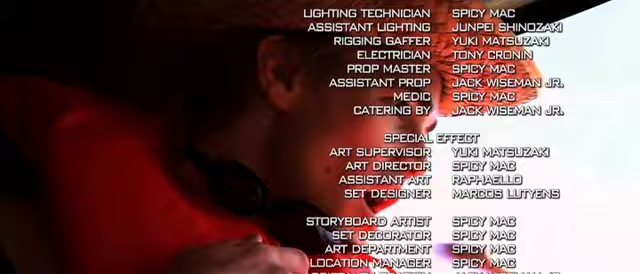 LIGHTING TECHNICIAN SPICY MAC
ASSISTANT LIGHTING JUNPEI SHINOZAKI
RIGGING GAFFER YUKI MATSUZAKI
ELECTRICIAN TONY CRONIN
PROP MASTER SPICY MAC
ASSISTANT PROP JACK WISEMAN JR.
MEDIC SPICY MAC
CATERING BY JACK WISEMAN JR.
SPECIAL EFFECT
ART SUPERVISOR YUKI MATSUZAKI
ART DIRECTOR SPICY MAC
ASSISTANT ART RAPHAELLO
SET DESIGNER MARCOS LUTYENS
STORYBOARD ARTIST SPICY MAC
SET DECORATOR SPICY MAC
ART DEPARTMENT SPICY MAC
LOCATION MANAGER SPICY MAC